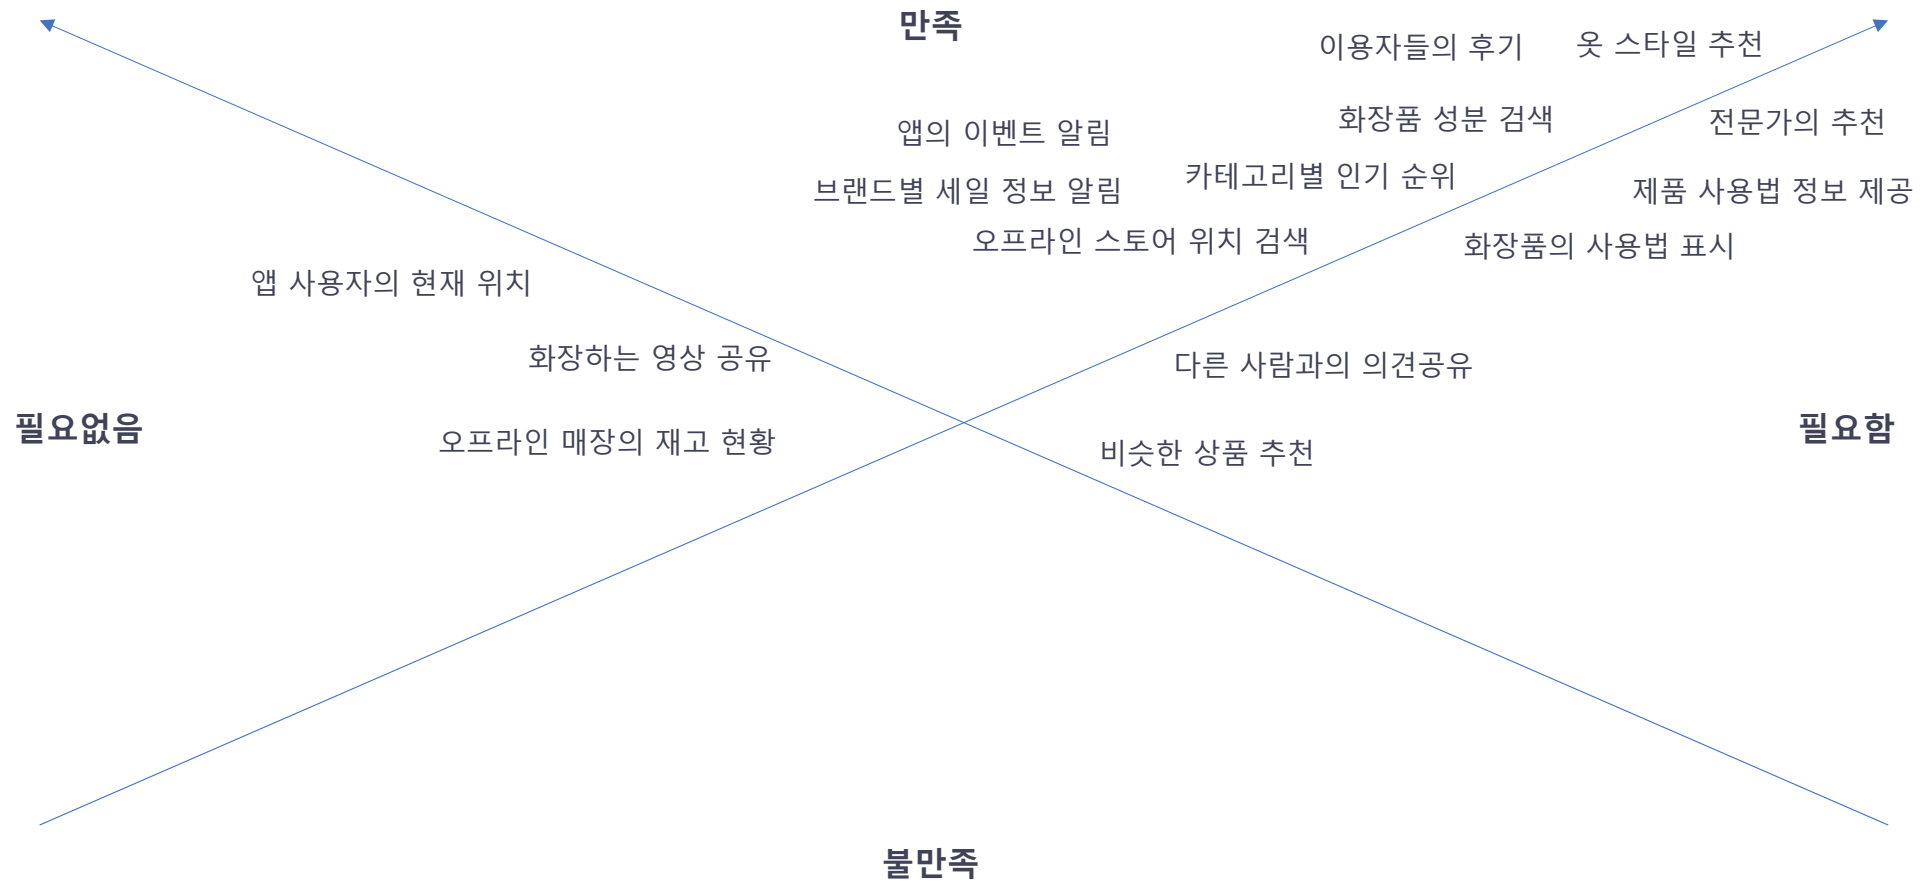 만족
이용자들의 후기
옷 스타일 추천
앱의 이벤트 알림
화장품 성분 검색
전문가의 추천
브랜드별 세일 정보 알림
카테고리별 인기 순위
제품 사용법 정보 제공
오프라인 스토어 위치 검색
화장품의 사용법 표시
앱 사용자의 현재 위치
화장하는 영상 공유
다른 사람과의 의견공유
필요없음
오프라인 매장의 재고 현황
비슷한 상품 추천
필요함
불만족